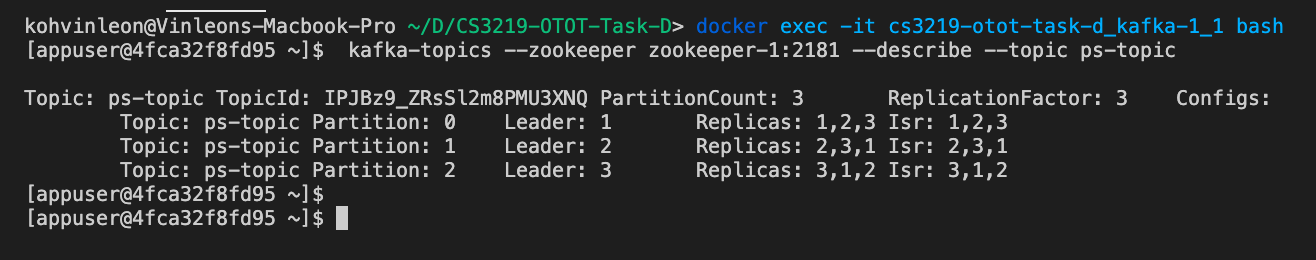 kohvinleon@Vinleons-Macbook-Pro ~/D/CS3219-OTOT-Task-D> docker exec -it cs3219-otot-task-d_kafka-1_1 bash
[appuser@4fca32f8fd95 ~]$  kafka-topics --zookeeper zookeeper-1:2181 --describe --topic ps-topic
Topic: ps-topic TopicId: IPJBz9_ZRsSl2m8PMU3XNQ PartitionCount: 3       ReplicationFactor: 3    Configs:
        Topic: ps-topic Partition: 0    Leader: 1       Replicas: 1,2,3 Isr: 1,2,3
        Topic: ps-topic Partition: 1    Leader: 2       Replicas: 2,3,1 Isr: 2,3,1
        Topic: ps-topic Partition: 2    Leader: 3       Replicas: 3,1,2 Isr: 3,1,2
[appuser@4fca32f8fd95 ~]$
[appuser@4fca32f8fd95 ~]$